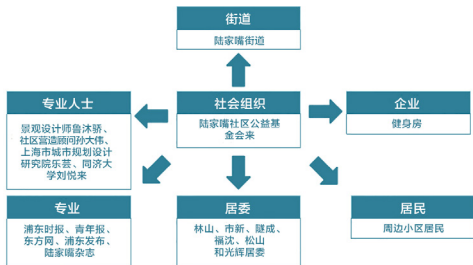 街道
陆家嘴街道
专业人士
景观设计师鲁沐骄、
社区营造顾问孙大伟、
上海市城市规划设计
研究院乐芸、同济大
学刘悦来
社会组织
陆家嘴社区公益基
金会来
企业
健身房
专业
浦东时报、青年报、
东方网、浦东发布、
陆家嘴杂志
居委
林山、市新、隧成、
福沈、松山
和光辉居委
居民
周边小区居民